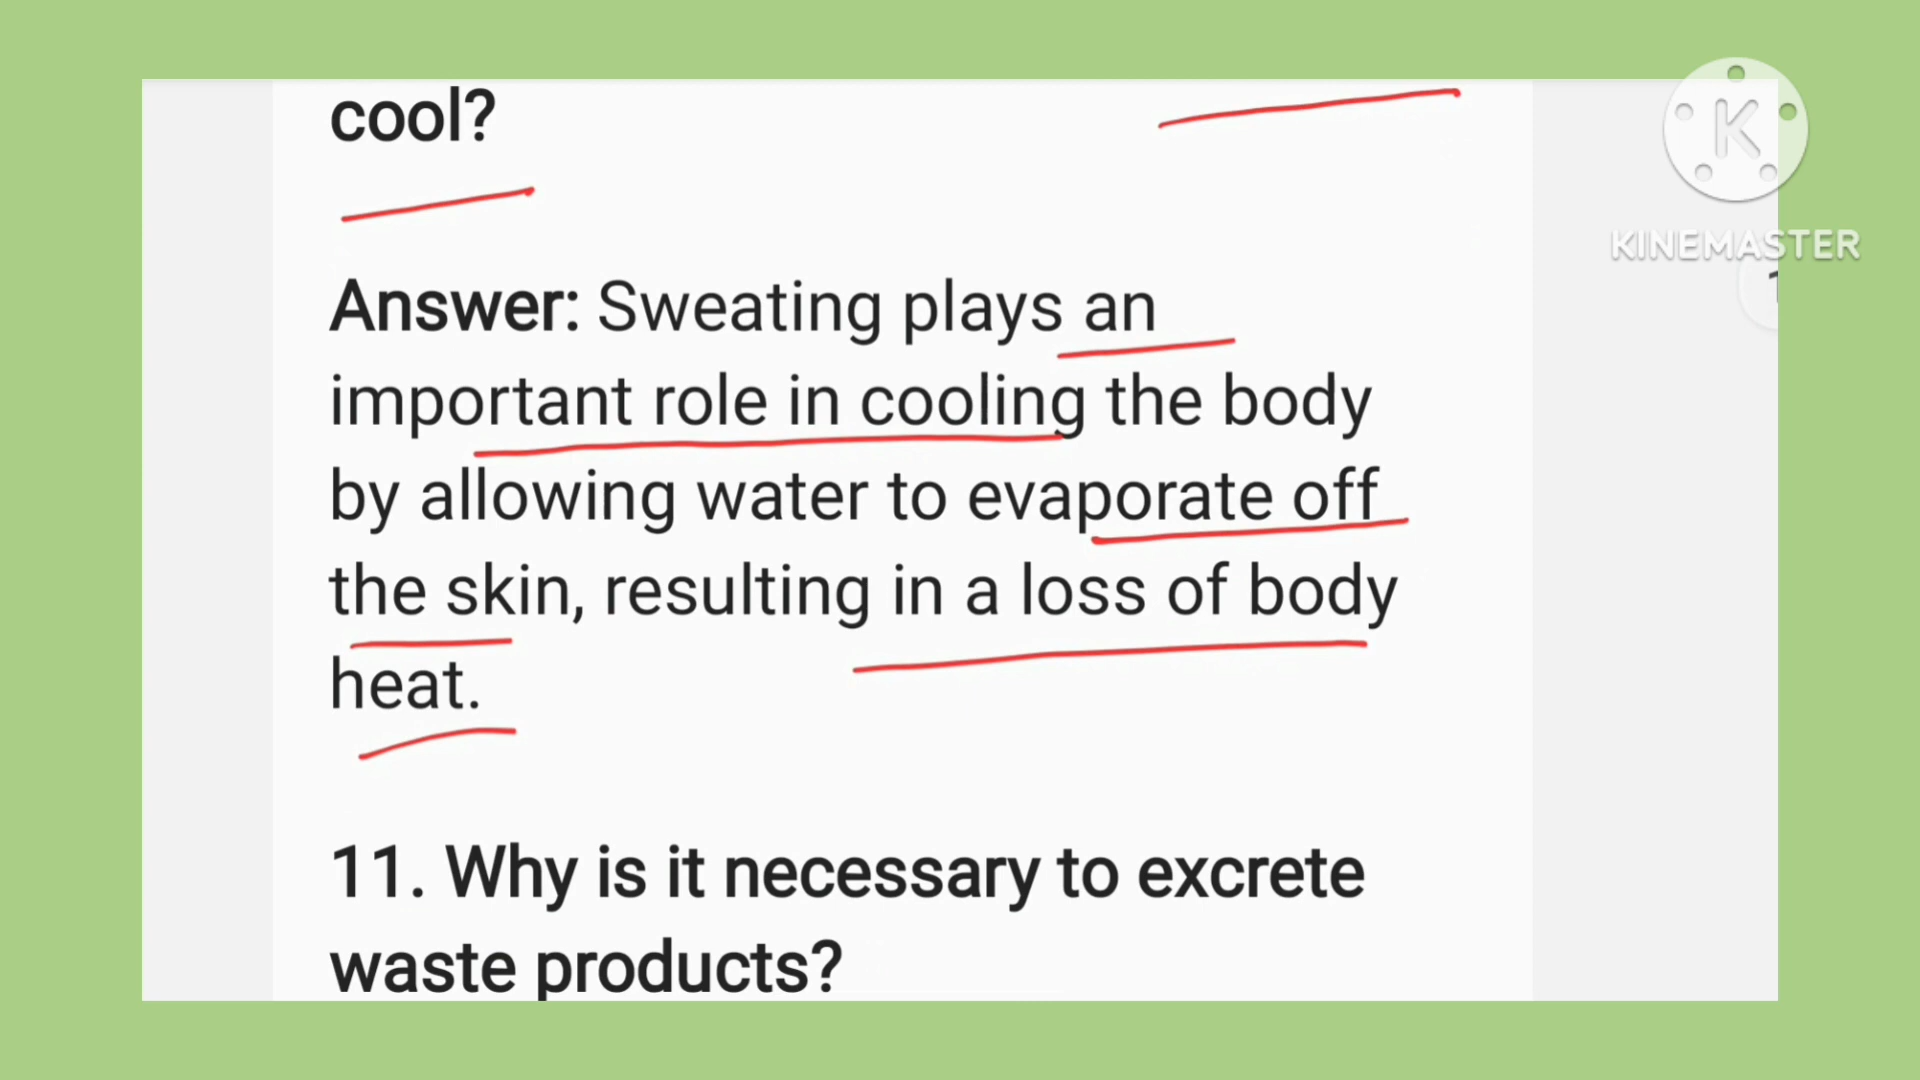 cool?
K
KINEMASTER
Answer: Sweating plays an
important role in cooling the body
by allowing water to evaporate off
the skin, resulting in a loss of body
heat.
11. Why is it necessary to excrete
waste products?